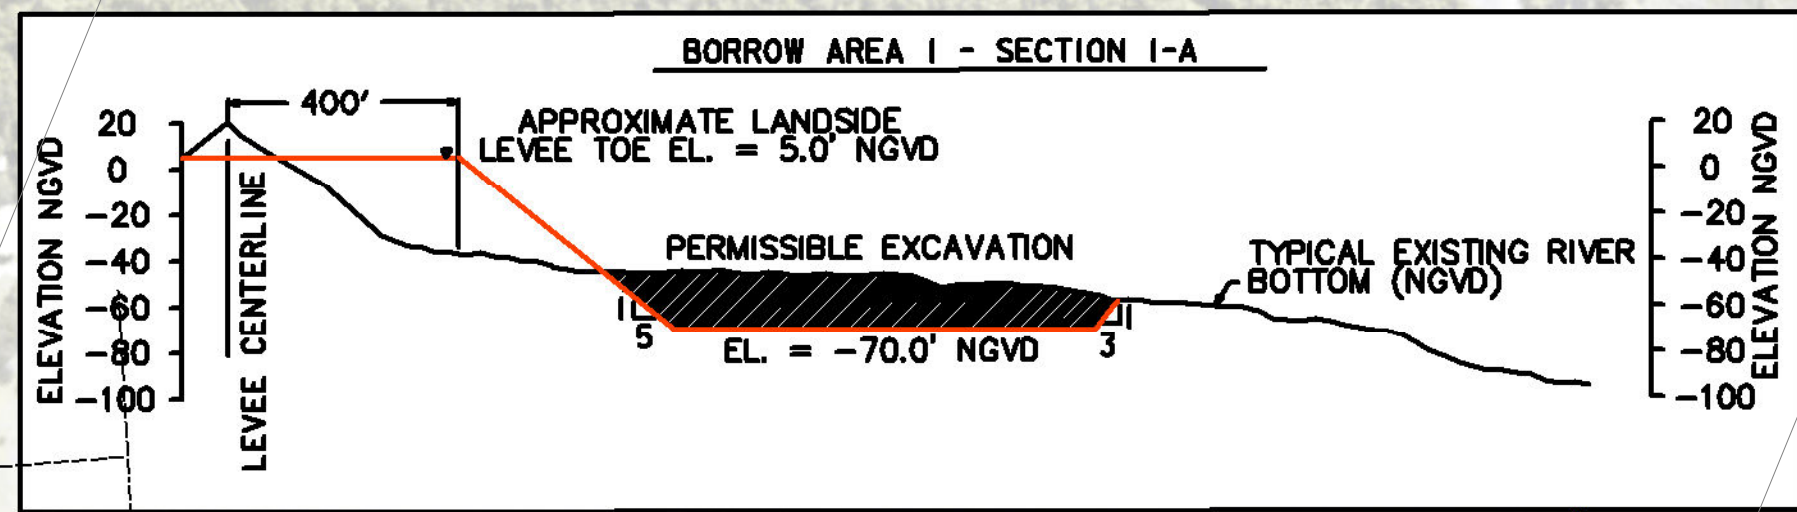 BORROW AREA 1 - SECTION 1-A
400'
APPROXIMATE LANDSIDE
LEVEE TOE EL. = 5.0' NGVD
20
0
-20
-40
-60
-80
-100
ELEVATION NGVD
LEVEE CENTERLINE
PERMISSIBLE EXCAVATION
1
5
EL. = -70.0' NGVD
1
3
TYPICAL EXISTING RIVER
BOTTOM (NGVD)
20
0
-20
-40
-60
-80
-100
ELEVATION NGVD